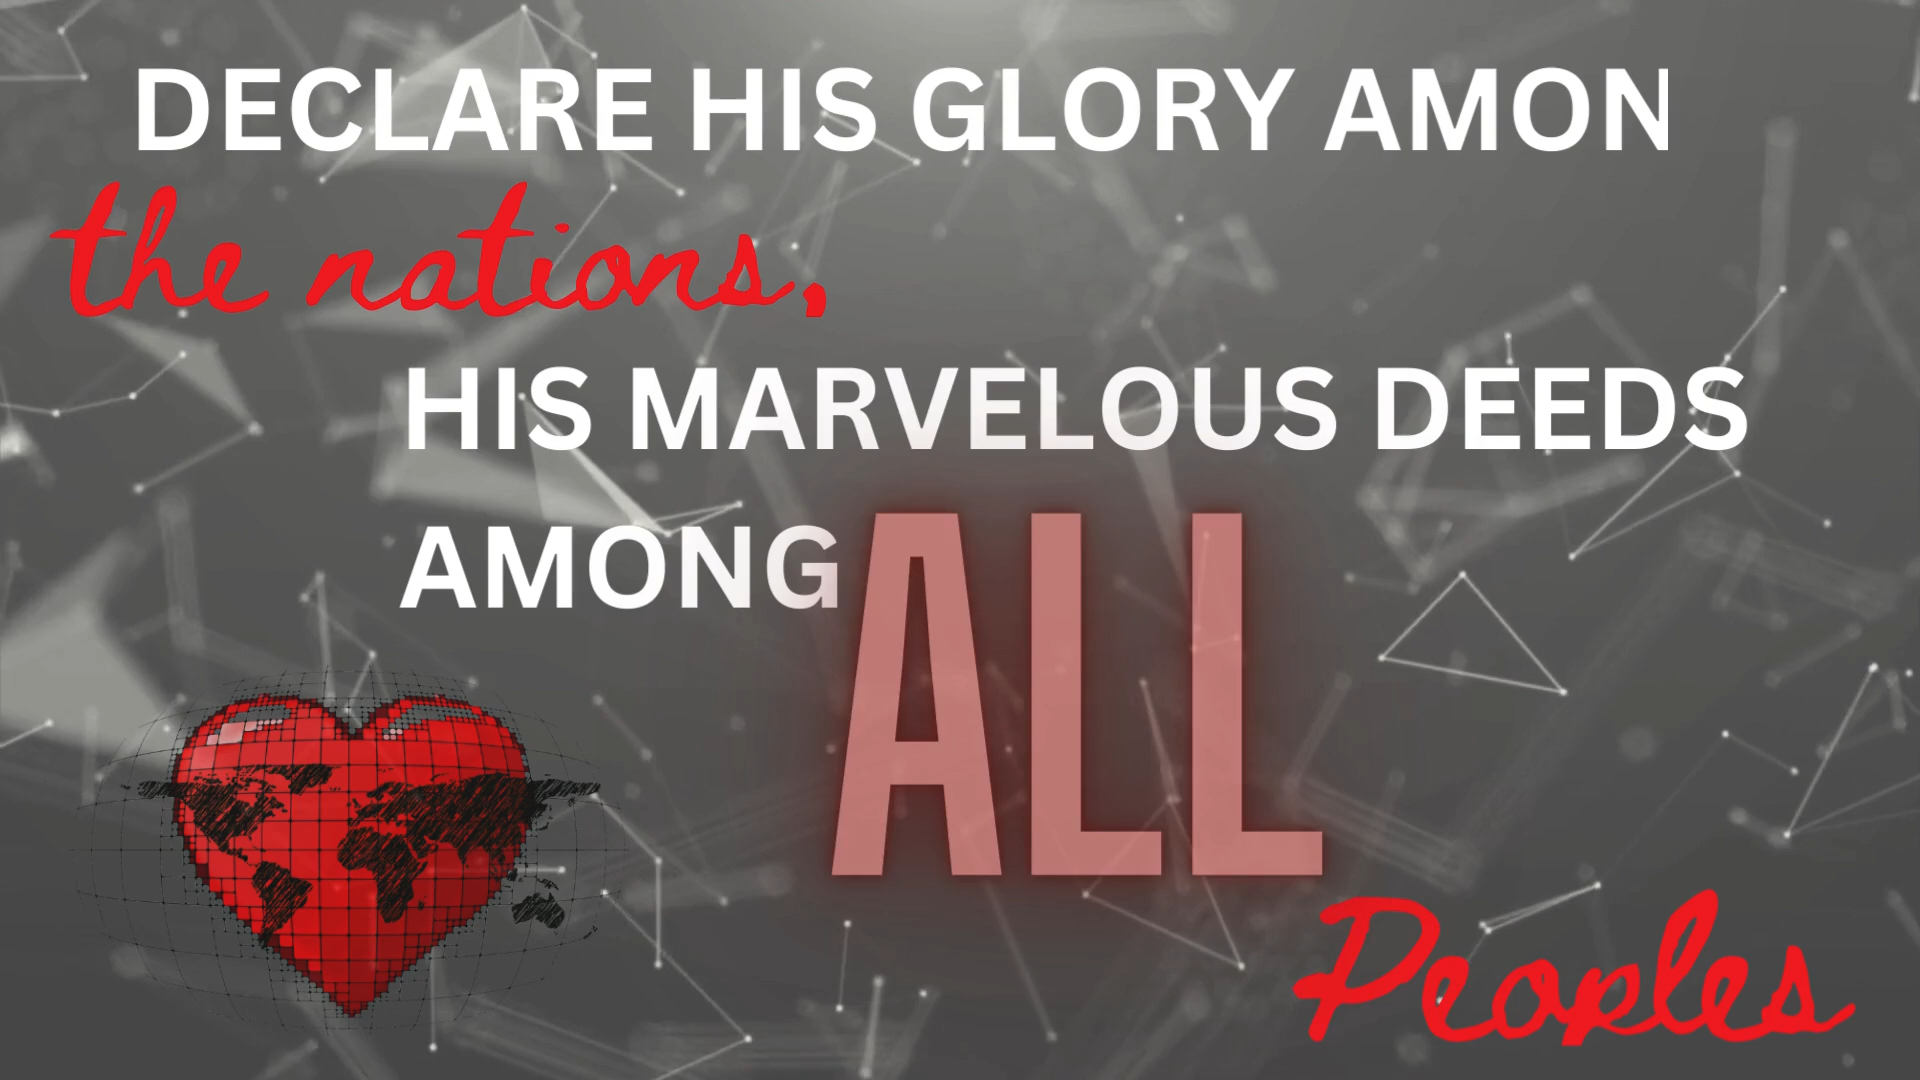 DECLARE HIS GLORY AMON
the nations,
HIS MARVELOUS DEEDS
AMONG ALL
Peoples